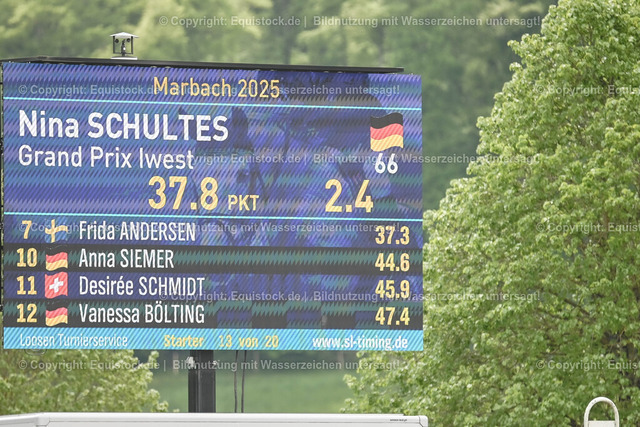 © Copyright: Equistock.de | Bildnutzung mit Wasserzeichen untersagt!
Marbach 2025
Nina SCHULTES
Grand Prix Iwest
66
37.8 PKT 2.4
7 Frida ANDERSEN 37.3
10 Anna SIEMER 44.6
11 Desirée SCHMIDT 45.9
12 Vanessa BÖLTING 47.4
Loosen Turnierservice Starter 13 von 20 www.sl-timing.de